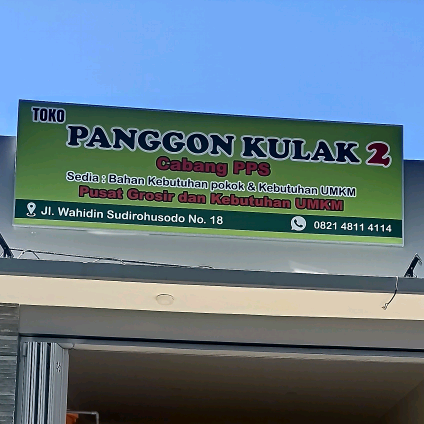 TOKO
PANGGON KULAK 2
Cabang PPS
Sedia : Bahan Kebutuhan pokok & Kebutuhan UMKM
Pusat Grosir dan Kebutuhan UMKM
Jl. Wahidin Sudirohusodo No. 18
0821 4811 4114